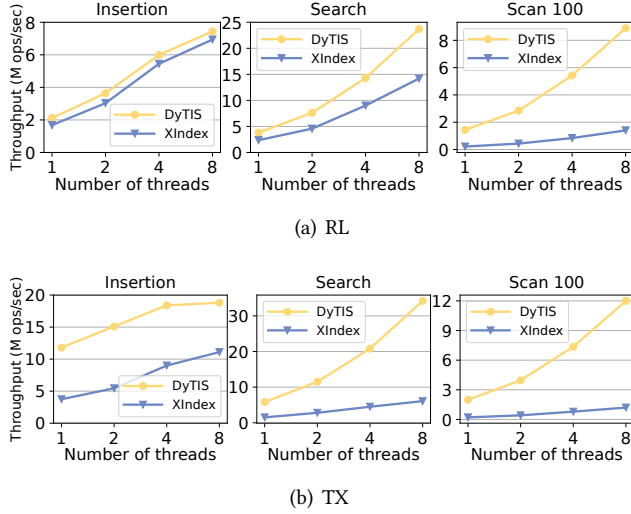 Insertion
Search
Scan 100
Throughput (M ops/sec)
8
6
4
2
0
DyTIS
XIndex
1 2 4 8
Number of threads
25
20
15
10
5
0
DyTIS
XIndex
1 2 4 8
Number of threads
8
6
4
2
0
DyTIS
XIndex
1 2 4 8
Number of threads
(a) RL
Insertion
Search
Scan 100
Throughput (M ops/sec)
20
15
10
5
0
DyTIS
XIndex
1 2 4 8
Number of threads
30
20
10
0
DyTIS
XIndex
1 2 4 8
Number of threads
12
9
6
3
0
DyTIS
XIndex
1 2 4 8
Number of threads
(b) TX